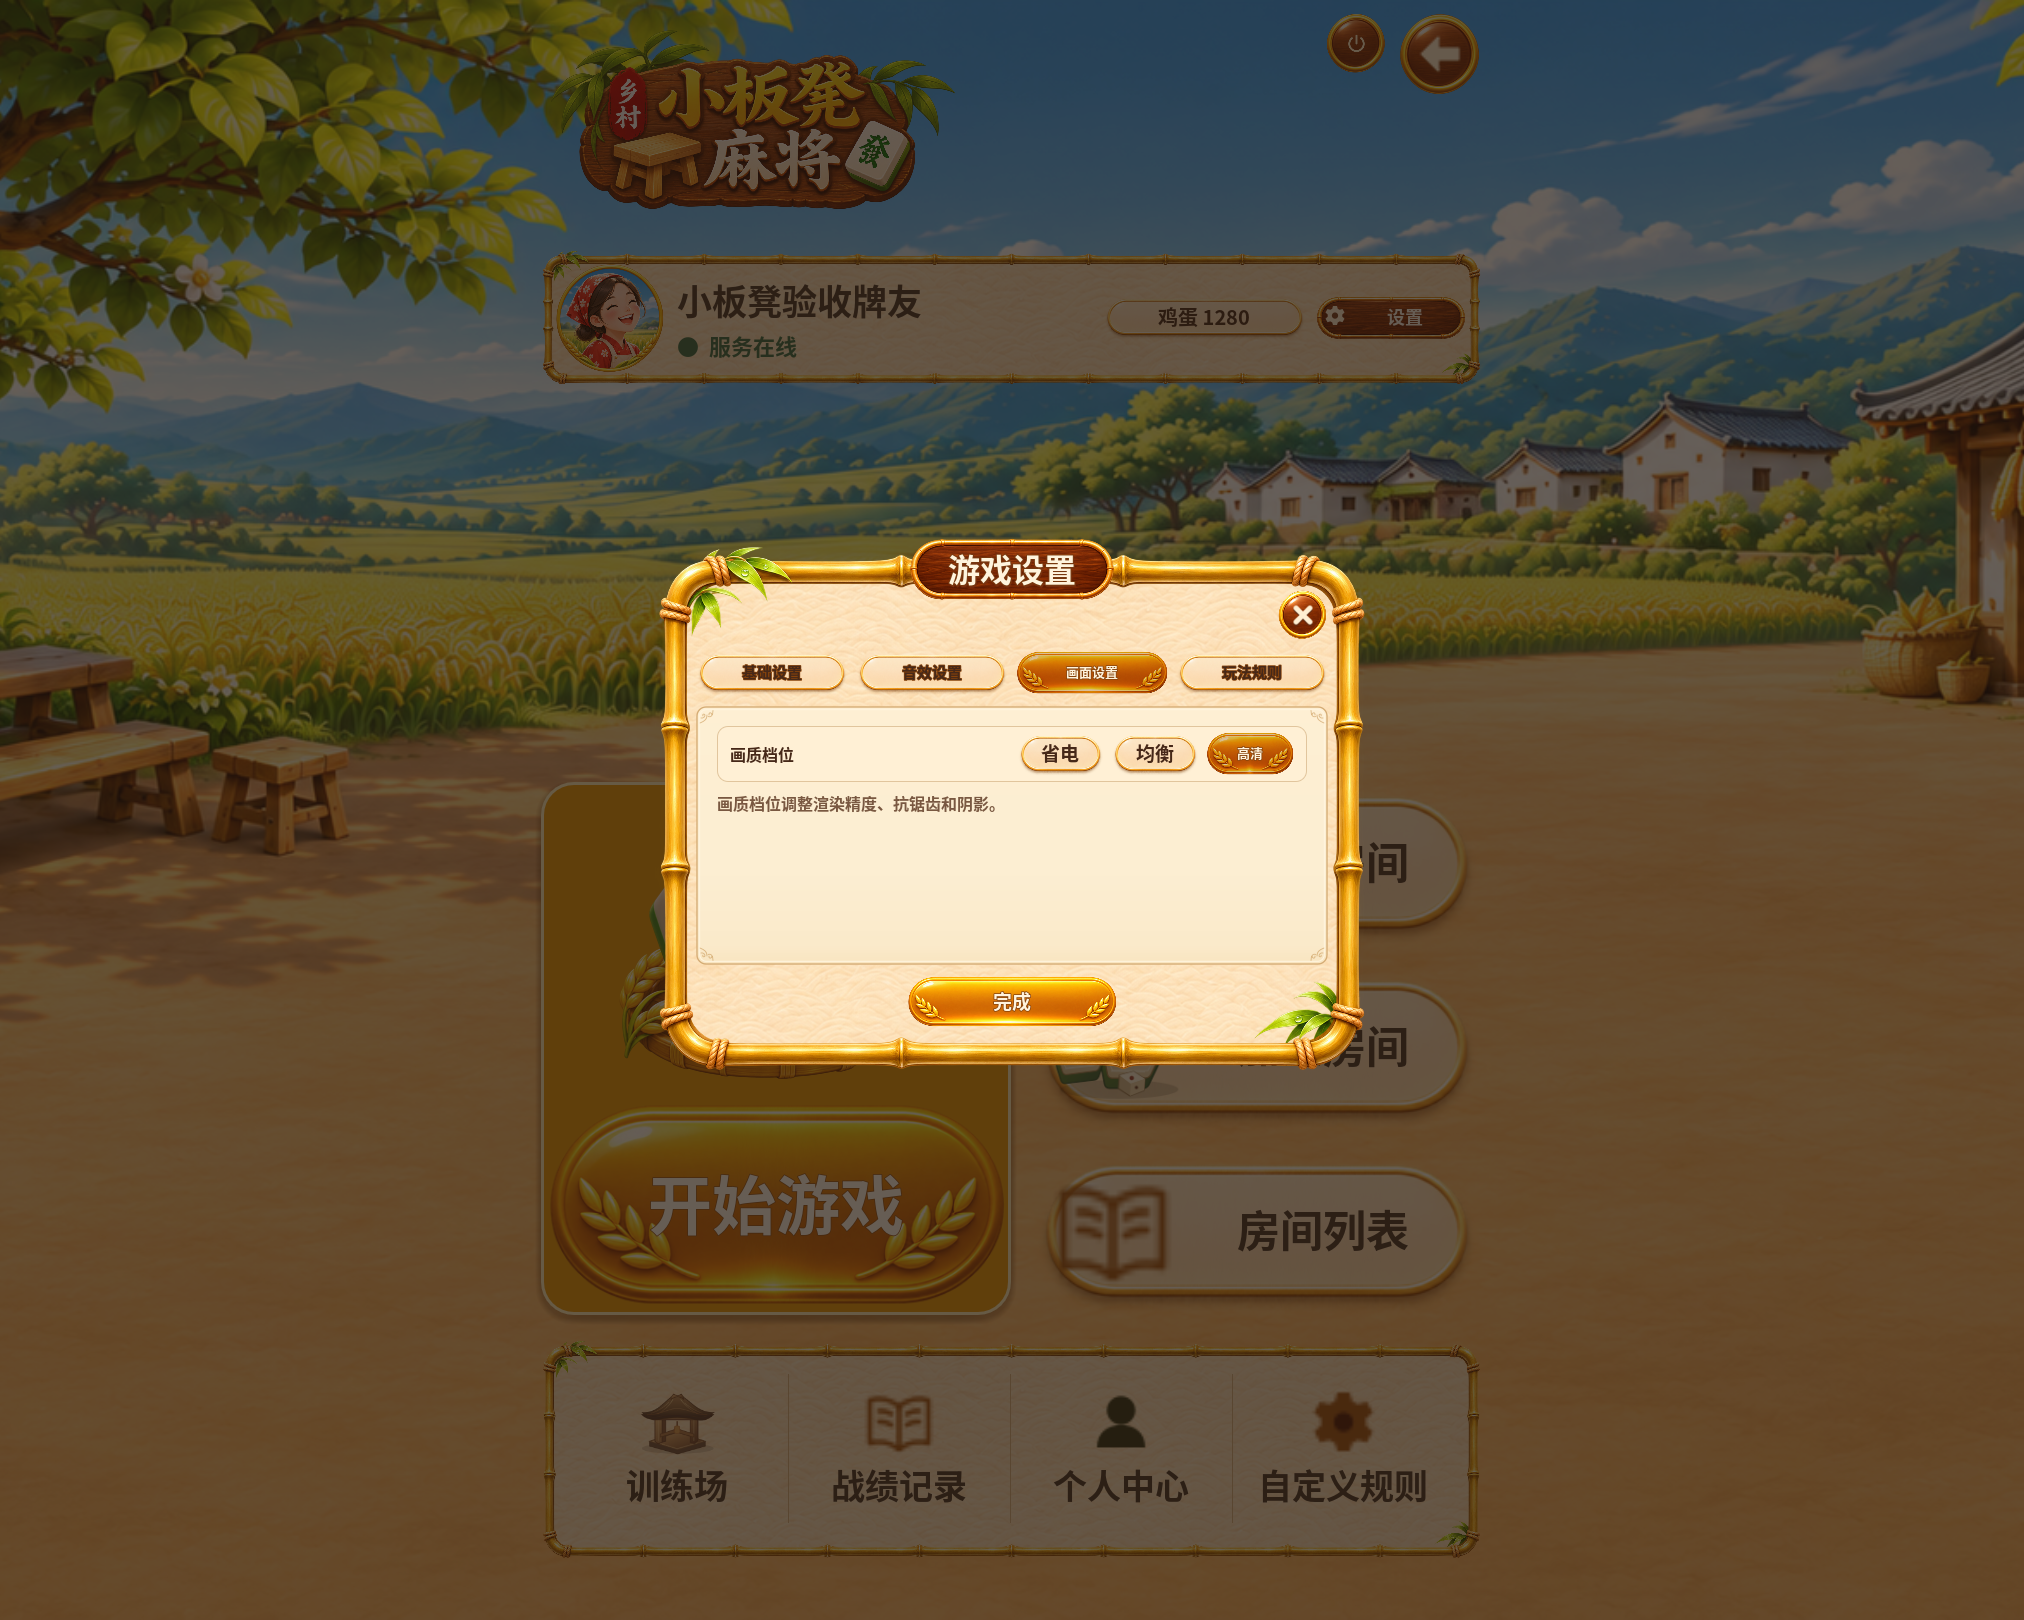 乡村
小板凳
麻将
發
小板凳验收牌友
服务在线
鸡蛋 1280
设置
游戏设置
基础设置
音效设置
画面设置
玩法规则
画质档位
省电
均衡
高清
画质档位调整渲染精度、抗锯齿和阴影。
完成
间
房间
开始游戏
房间列表
训练场
战绩记录
个人中心
自定义规则